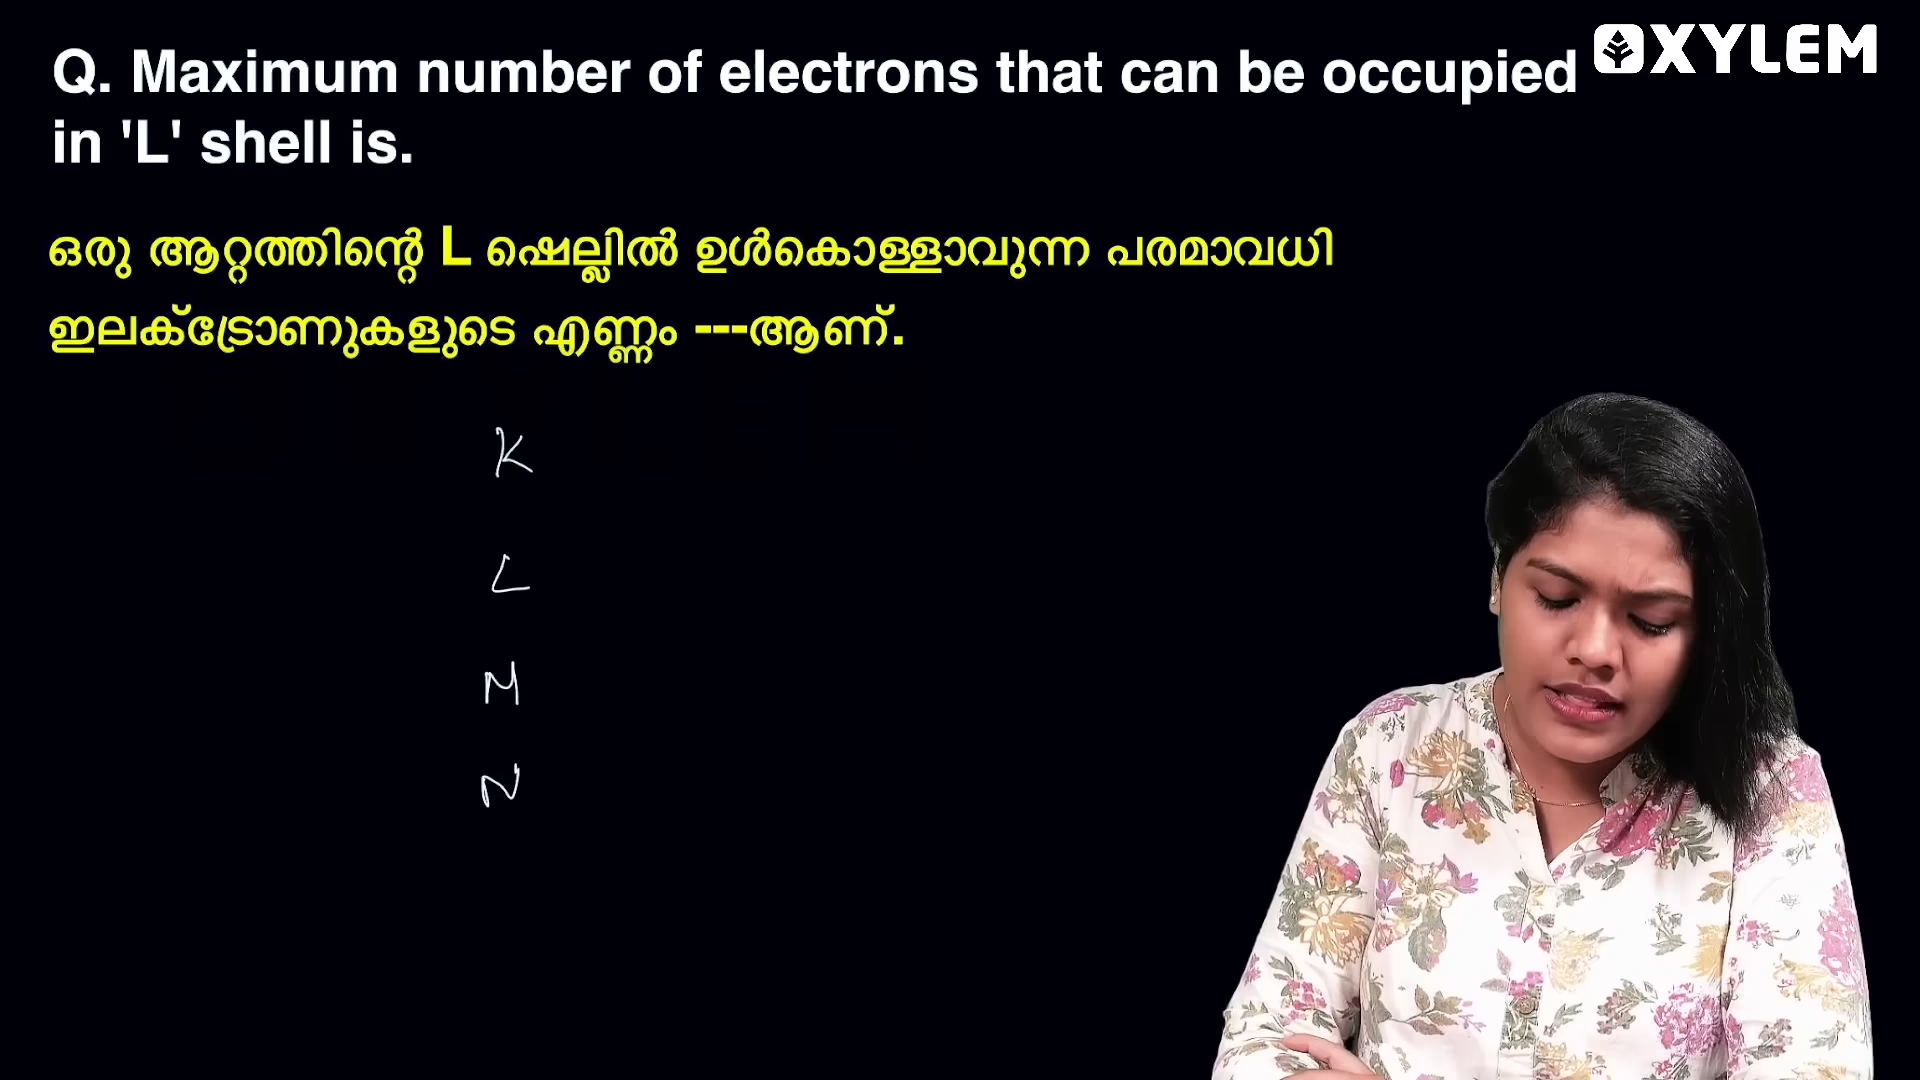 XYLEM
Q. Maximum number of electrons that can be occupied
in 'L' shell is.
ഒരു ആറ്റത്തിന്റെ L ഷെല്ലിൽ ഉൾകൊള്ളാവുന്ന പരമാവധി
ഇലക്ട്രോണുകളുടെ എണ്ണം ---ആണ്.
K
L
M
N